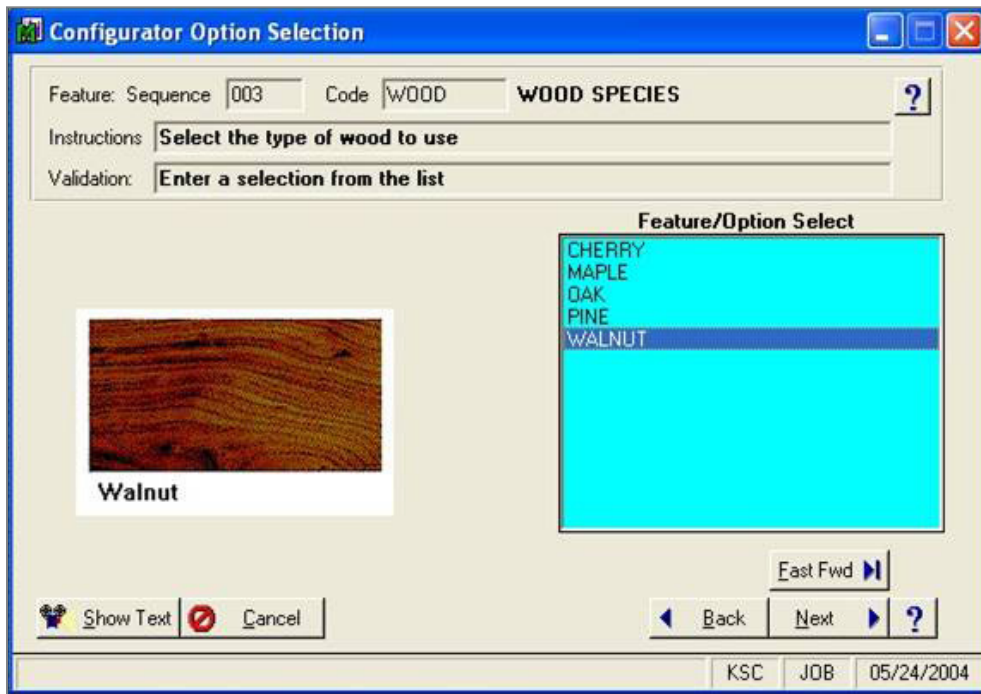 Configurator Option Selection
Feature: Sequence 003 Code WOOD WOOD SPECIES ?
Instructions Select the type of wood to use
Validation: Enter a selection from the list
Feature/Option Select
CHERRY
MAPLE
OAK
PINE
WALNUT
Walnut
Fast Fwd
Show Text Cancel Back Next ?
KSC JOB 05/24/2004